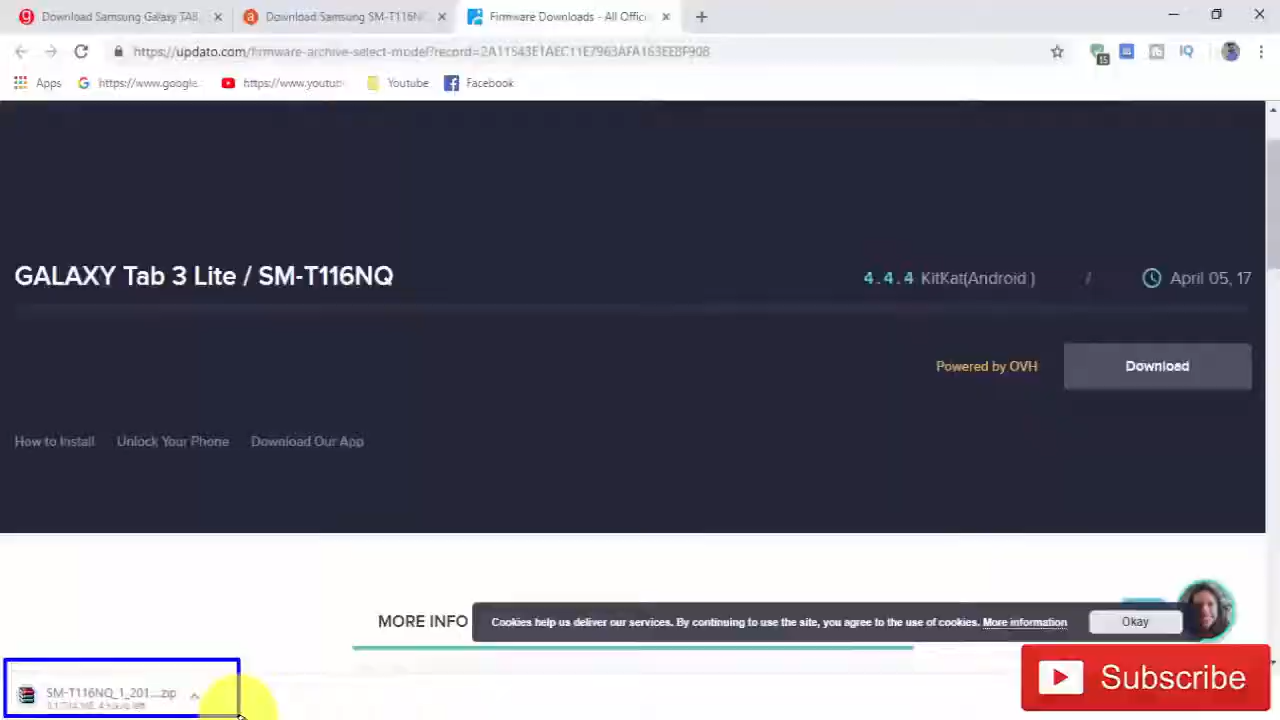 Download Samsung Galaxy TAB
Download Samsung SM-T116N
Firmware Downloads - All Offici
https://updato.com/firmware-archive-select-model?record=2A11543E1AEC11E7963AFA163EE8F908
15
IQ
Apps
https://www.google.
https://www.youtub
Youtube
Facebook
GALAXY Tab 3 Lite / SM-T116NQ
4.4.4 KitKat(Android ) / April 05, 17
Powered by OVH
Download
How to Install Unlock Your Phone Download Our App
MORE INFO
Cookies help us deliver our services. By continuing to use the site, you agree to the use of cookies. More information
Okay
SM-T116NQ_1_201....zip
Subscribe